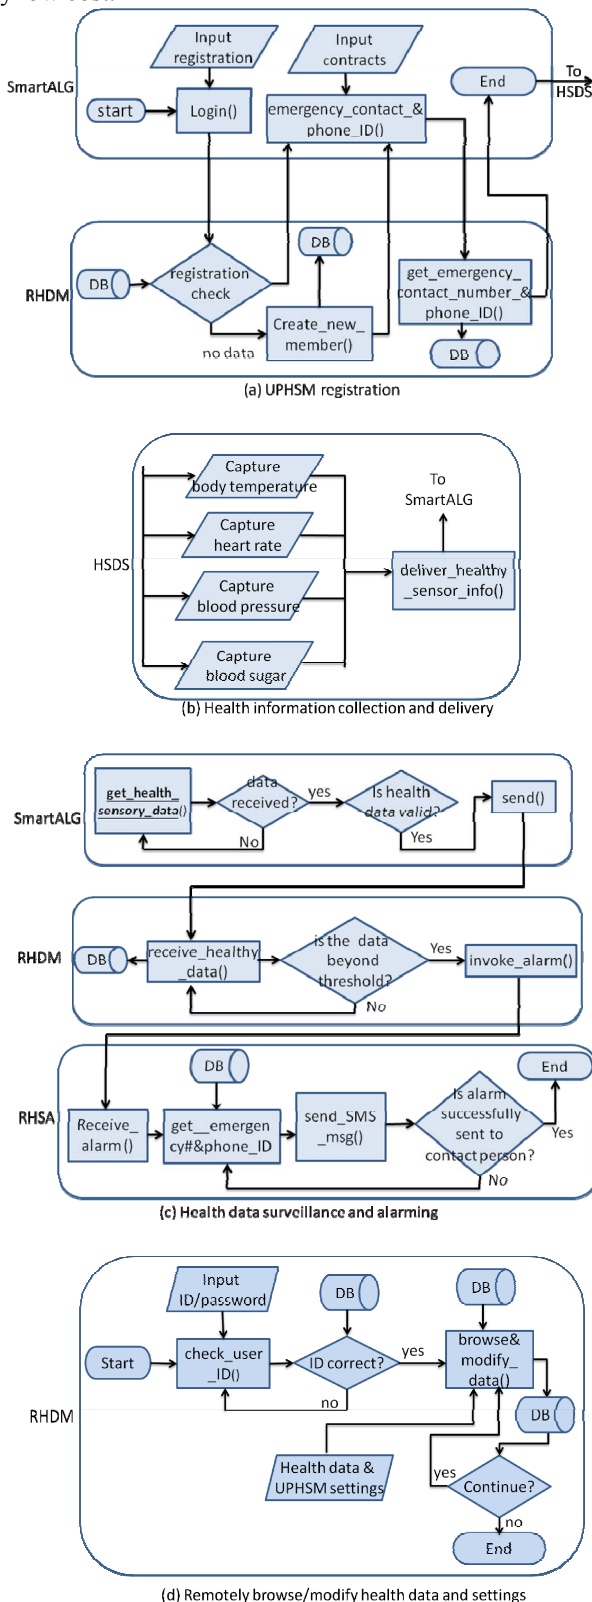 Input
registration
Input
contracts
SmartALG
start
Login()
emergency_contact_&
phone_ID()
End
To
HSDS
RHDM
DB
registration
check
DB
no data
Create_new_
member()
get_emergency_
contact_number_&
phone_ID()
DB
(a) UPHSM registration
HSDS
Capture
body temperature
Capture
heart rate
Capture
blood pressure
Capture
blood sugar
To
SmartALG
deliver_healthy
_sensor_info()
(b) Health information collection and delivery
SmartALG
get_health_
sensory_data()
data
received?
yes
No
Is health
data valid?
Yes
send()
RHDM
DB
receive_healthy
_data()
is the data
beyond
threshold?
Yes
No
invoke_alarm()
RHSA
Receive_
alarm()
DB
get__emergen
cy#&phone_ID
send_SMS
_msg()
Is alarm
successfully
sent to
contact person?
Yes
No
End
(c) Health data surveillance and alarming
RHDM
Start
Input
ID/password
check_user
_ID()
DB
ID correct?
yes
no
DB
browse&
modify_
data()
DB
Health data &
UPHSM settings
yes
Continue?
no
End
(d) Remotely browse/modify health data and settings